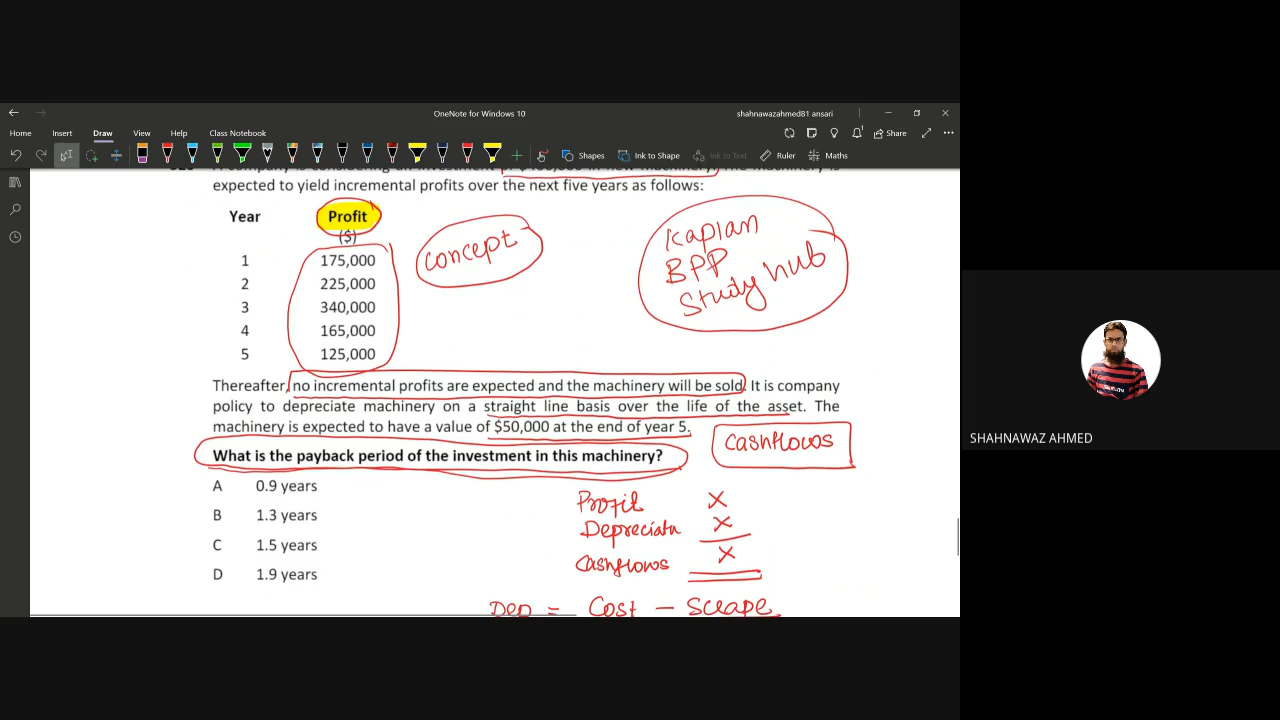 OneNote for Windows 10
shahnawazahmed81 ansari
Home Insert Draw View Help Class Notebook
Share
Shapes Ink to Shape Ink to Text Ruler Maths
expected to yield incremental profits over the next five years as follows:
Year Profit
($)
1 175,000
2 225,000
3 340,000
4 165,000
5 125,000
concept
Kaplan
BPP
Study hub
Thereafter, no incremental profits are expected and the machinery will be sold. It is company
policy to depreciate machinery on a straight line basis over the life of the asset. The
machinery is expected to have a value of $50,000 at the end of year 5.
Cashflows
What is the payback period of the investment in this machinery?
A 0.9 years
B 1.3 years
C 1.5 years
D 1.9 years
Profit X
Depreciatn X
Cashflows X
Dep = Cost - Scrape
SHAHNAWAZ AHMED